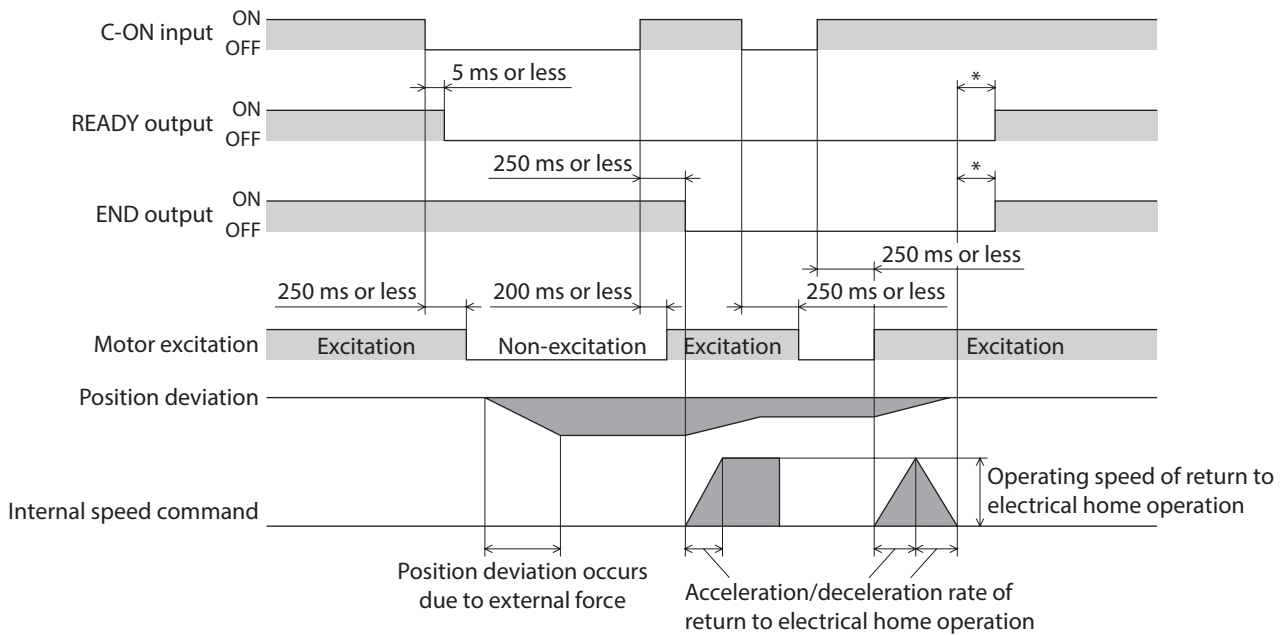 C-ON input
ON
OFF
5 ms or less
*
READY output
ON
OFF
250 ms or less
*
END output
ON
OFF
250 ms or less
250 ms or less
200 ms or less
250 ms or less
Motor excitation
Excitation
Non-excitation
Excitation
Excitation
Position deviation
Operating speed of return to
electrical home operation
Internal speed command
Position deviation occurs
due to external force
Acceleration/deceleration rate of
return to electrical home operation